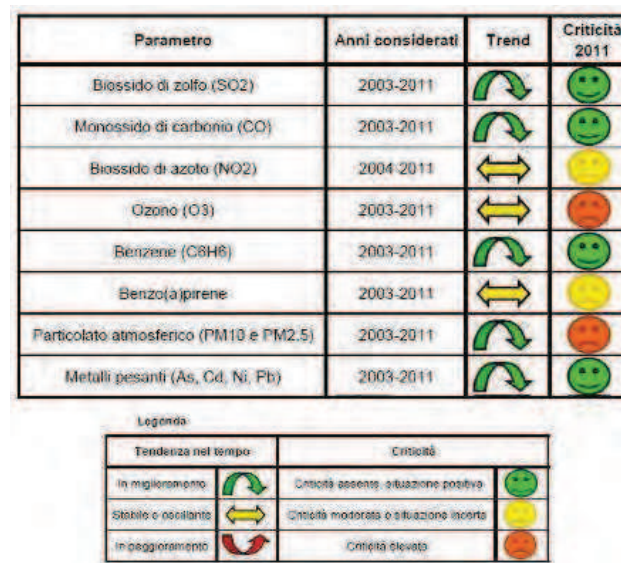 Parametro Anni considerati Trend Criticità 2011
Biossido di zolfo (SO2) 2003-2011
Monossido di carbonio (CO) 2003-2011
Biossido di azoto (NO2) 2004-2011
Ozono (O3) 2003-2011
Benzene (C6H6) 2003-2011
Benzo(a)pirene 2003-2011
Particolato atmosferico (PM10 e PM2.5) 2003-2011
Metalli pesanti (As, Cd, Ni, Pb) 2003-2011
Legenda
Tendenza nel tempo Criticità
In miglioramento Criticità assente, situazione positiva
Stabile o oscillante Criticità moderata o situazione incerta
In peggioramento Criticità elevata